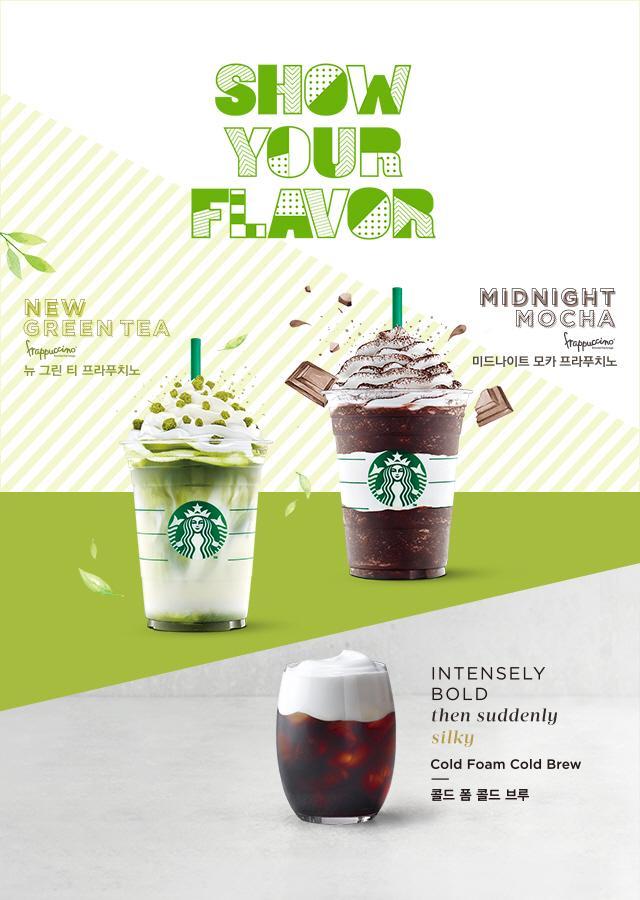 SHOW
YOUR
FLAVOR
NEW
GREEN TEA
frappuccino
뉴 그린 티 프라푸치노
MIDNIGHT
MOCHA
frappuccino
미드나이트 모카 프라푸치노
INTENSELY
BOLD
then suddenly
silky
Cold Foam Cold Brew
콜드 폼 콜드 브루